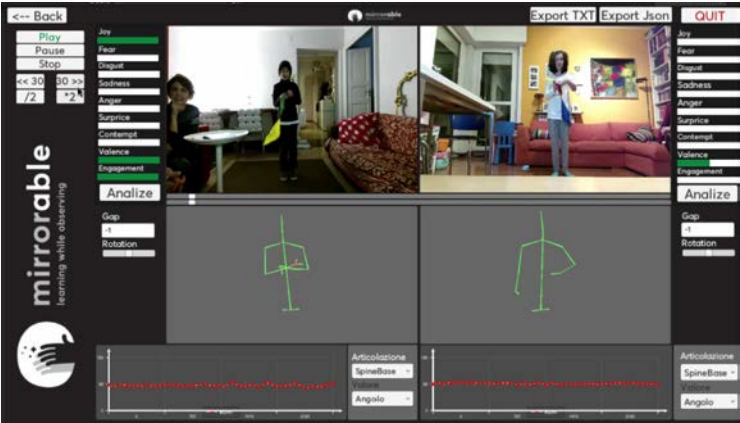 <-- Back
mirrorable
Export TXT
Export Json
QUIT
Play
Pause
Stop
<< 30
30 >>
/2
*2
Joy
Fear
Disgust
Sadness
Anger
Surprice
Contempt
Valence
Engagement
Analize
Gap
-1
Rotation
Joy
Fear
Disgust
Sadness
Anger
Surprice
Contempt
Valence
Engagement
Analize
Gap
-1
Rotation
mirrorable
learning while observing
Articolazione
SpineBase
Valore
Angolo
Articolazione
SpineBase
Valore
Angolo